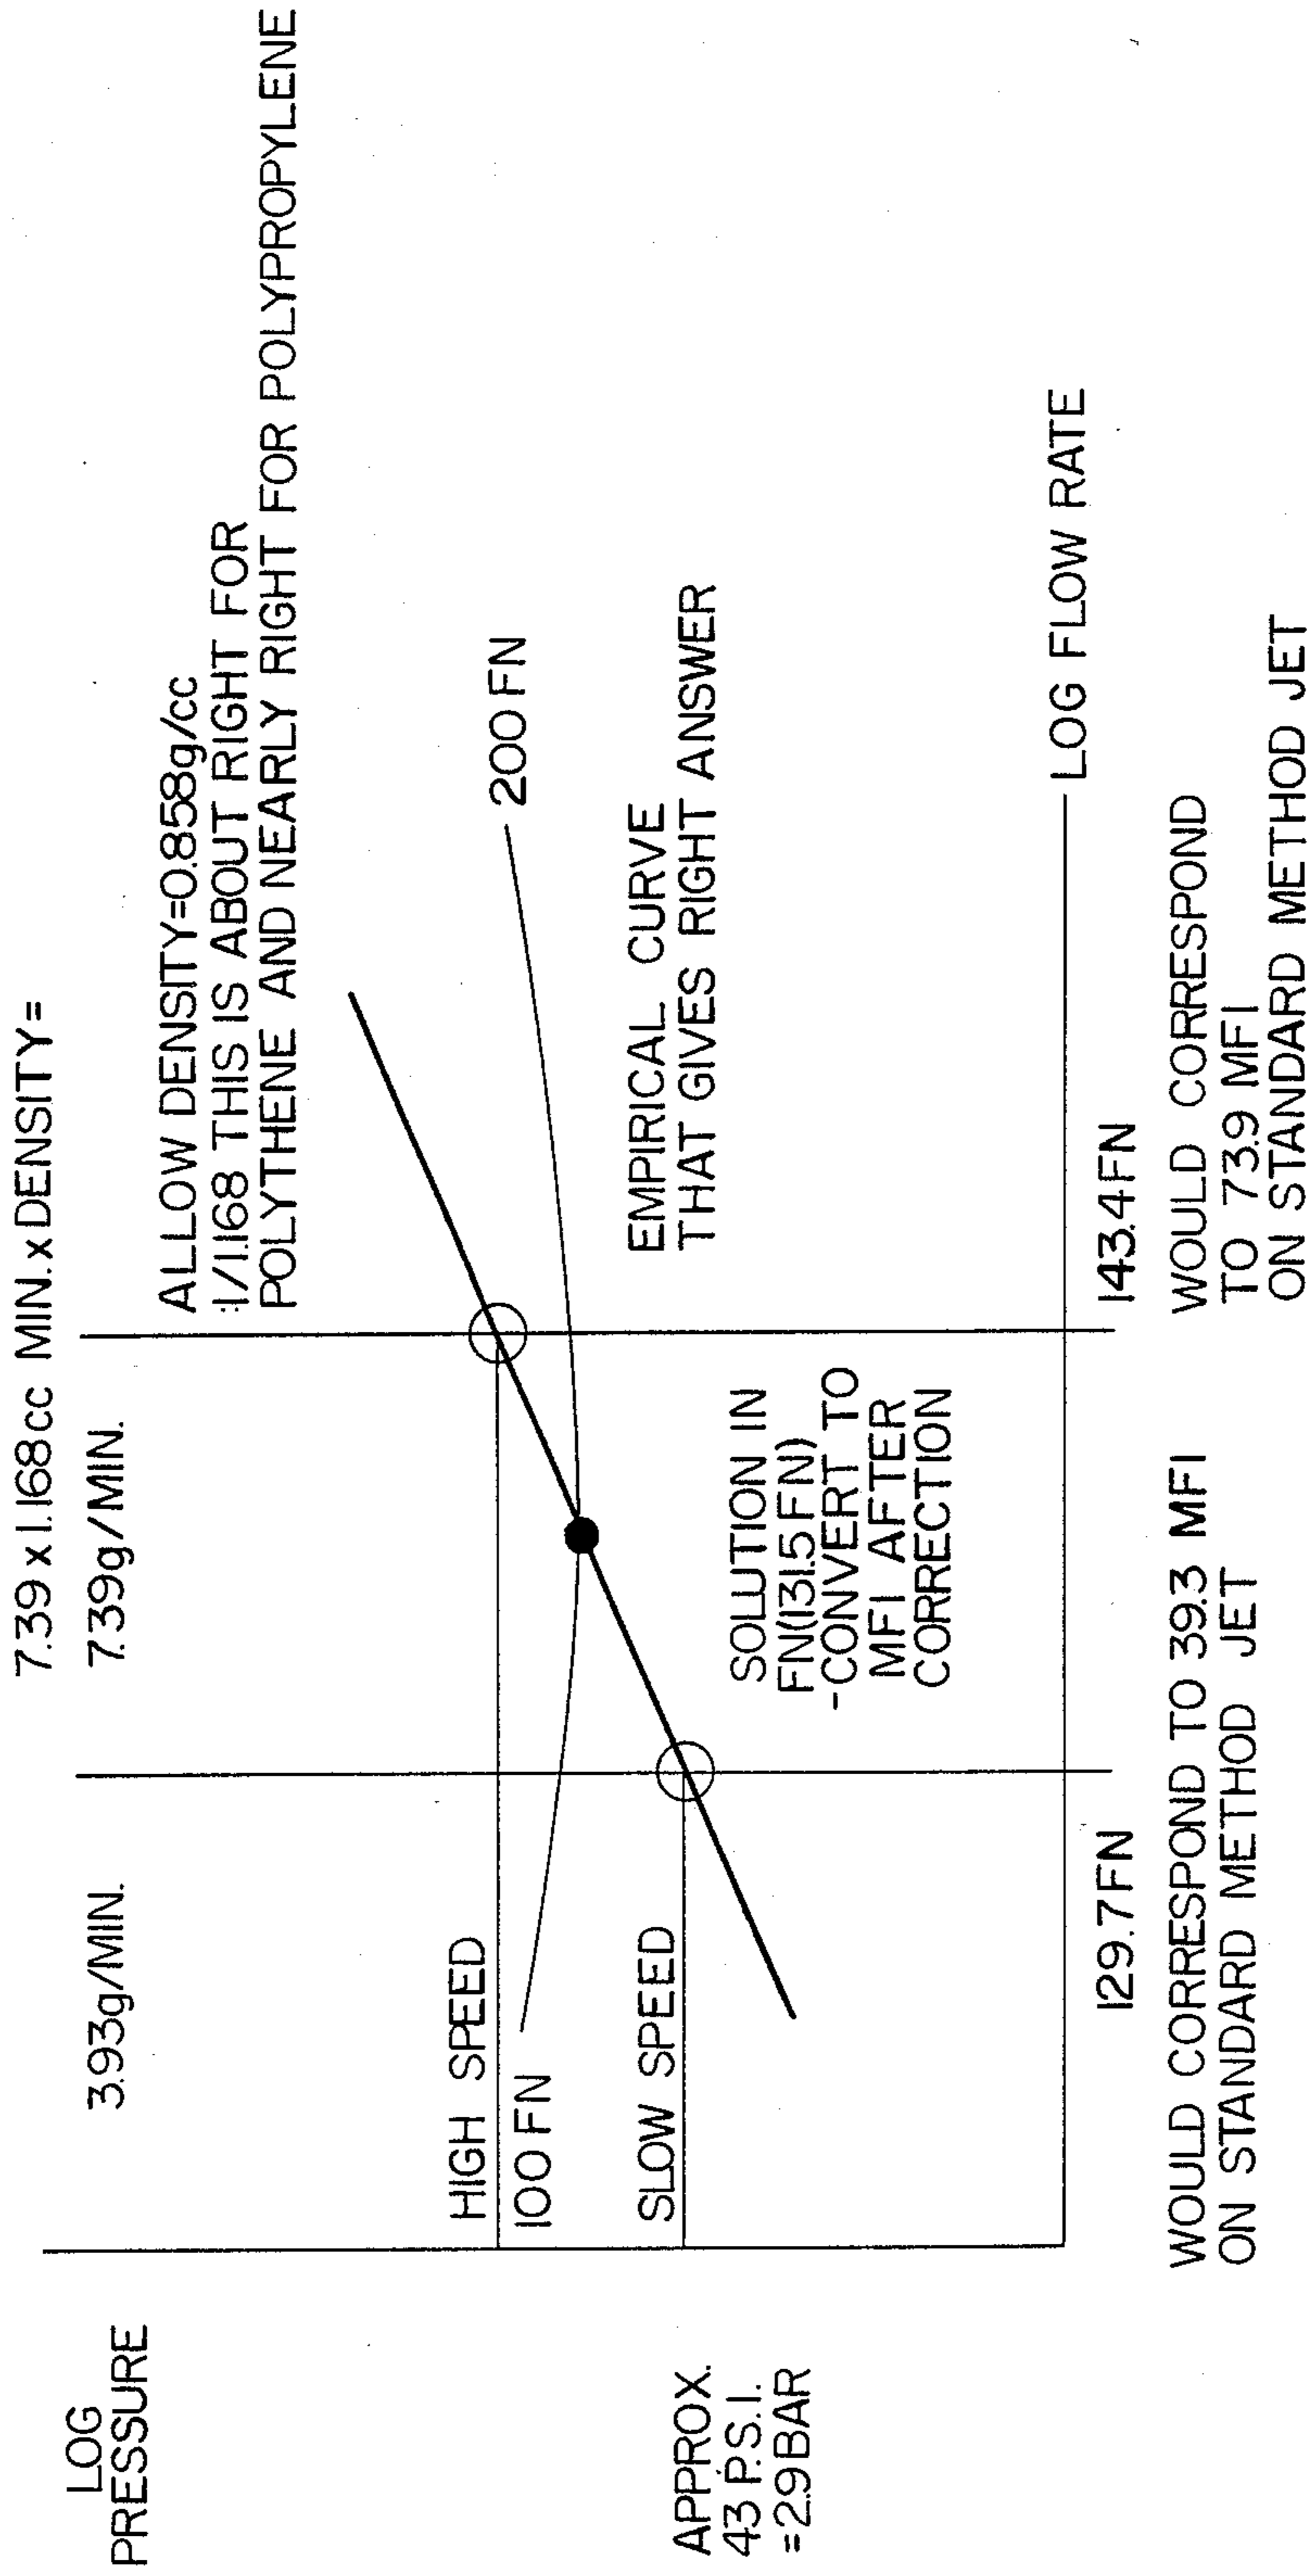 7.39 x 1.168cc MIN. x DENSITY =
3.93g/MIN.
7.39g/MIN.
ALLOW DENSITY=0.858g/cc
1/1.168 THIS IS ABOUT RIGHT FOR
POLYTHENE AND NEARLY RIGHT FOR POLYPROPYLENE
LOG
PRESSURE
HIGH SPEED
100 FN
200 FN
SLOW SPEED
EMPIRICAL CURVE
THAT GIVES RIGHT ANSWER
APPROX.
43 P.S.I.
=2.9BAR
SOLUTION IN
FN(131.5 FN)
-CONVERT TO
MFI AFTER
CORRECTION
LOG FLOW RATE
129.7FN
143.4FN
WOULD CORRESPOND TO 39.3 MFI
ON STANDARD METHOD JET
WOULD CORRESPOND
TO 73.9 MFI
ON STANDARD METHOD JET